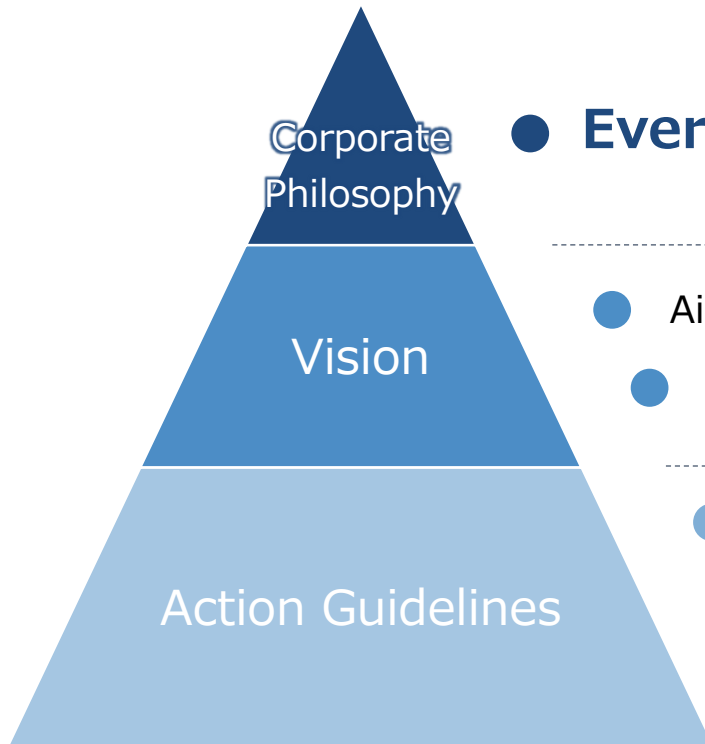 Corporate
Philosophy
● Ever
Vision
● Ai
●
Action Guidelines